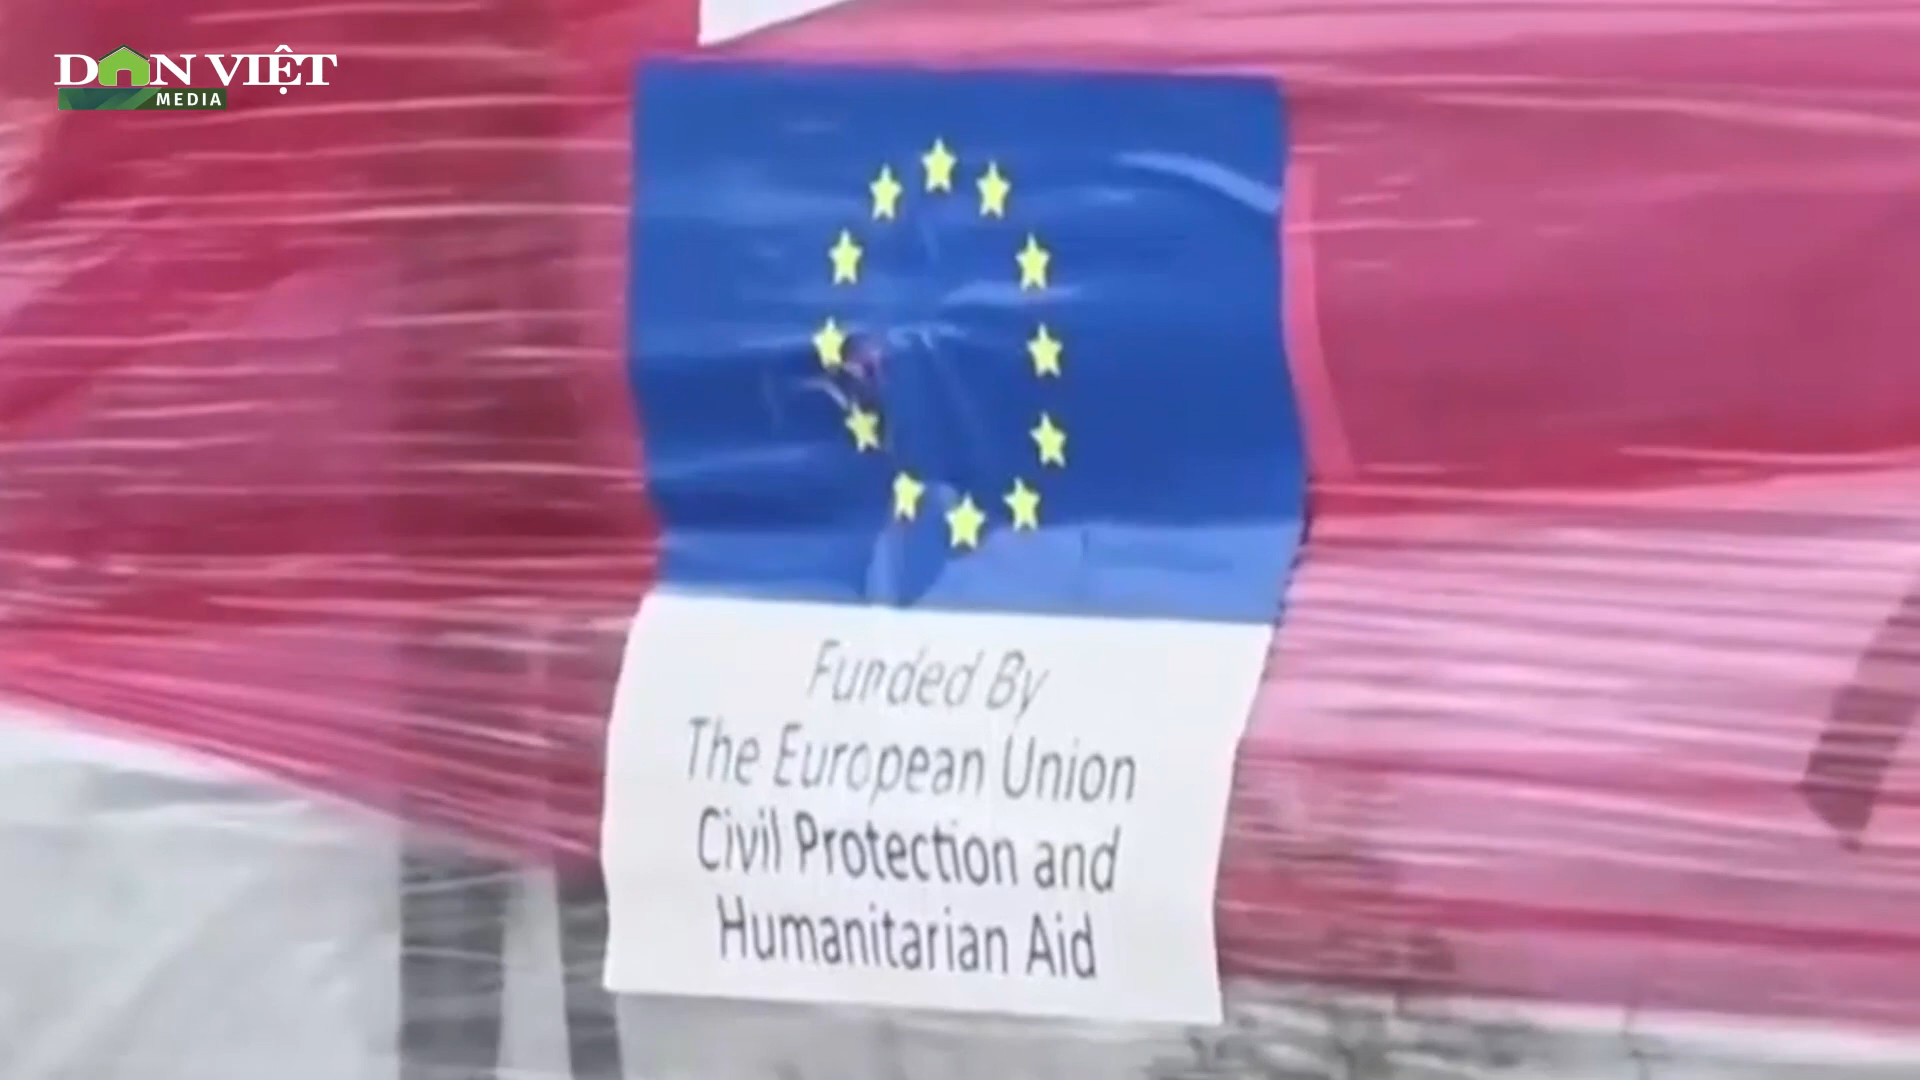 DÂN VIỆT
MEDIA
Funded By
The European Union
Civil Protection and
Humanitarian Aid